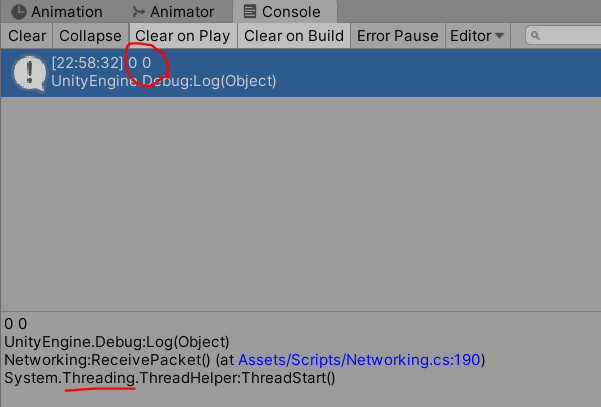 Animation Animator Console
Clear Collapse Clear on Play Clear on Build Error Pause Editor
[22:58:32] 0 0
UnityEngine.Debug:Log(Object)
0 0
UnityEngine.Debug:Log(Object)
Networking:ReceivePacket() (at Assets/Scripts/Networking.cs:190)
System.Threading.ThreadHelper:ThreadStart()